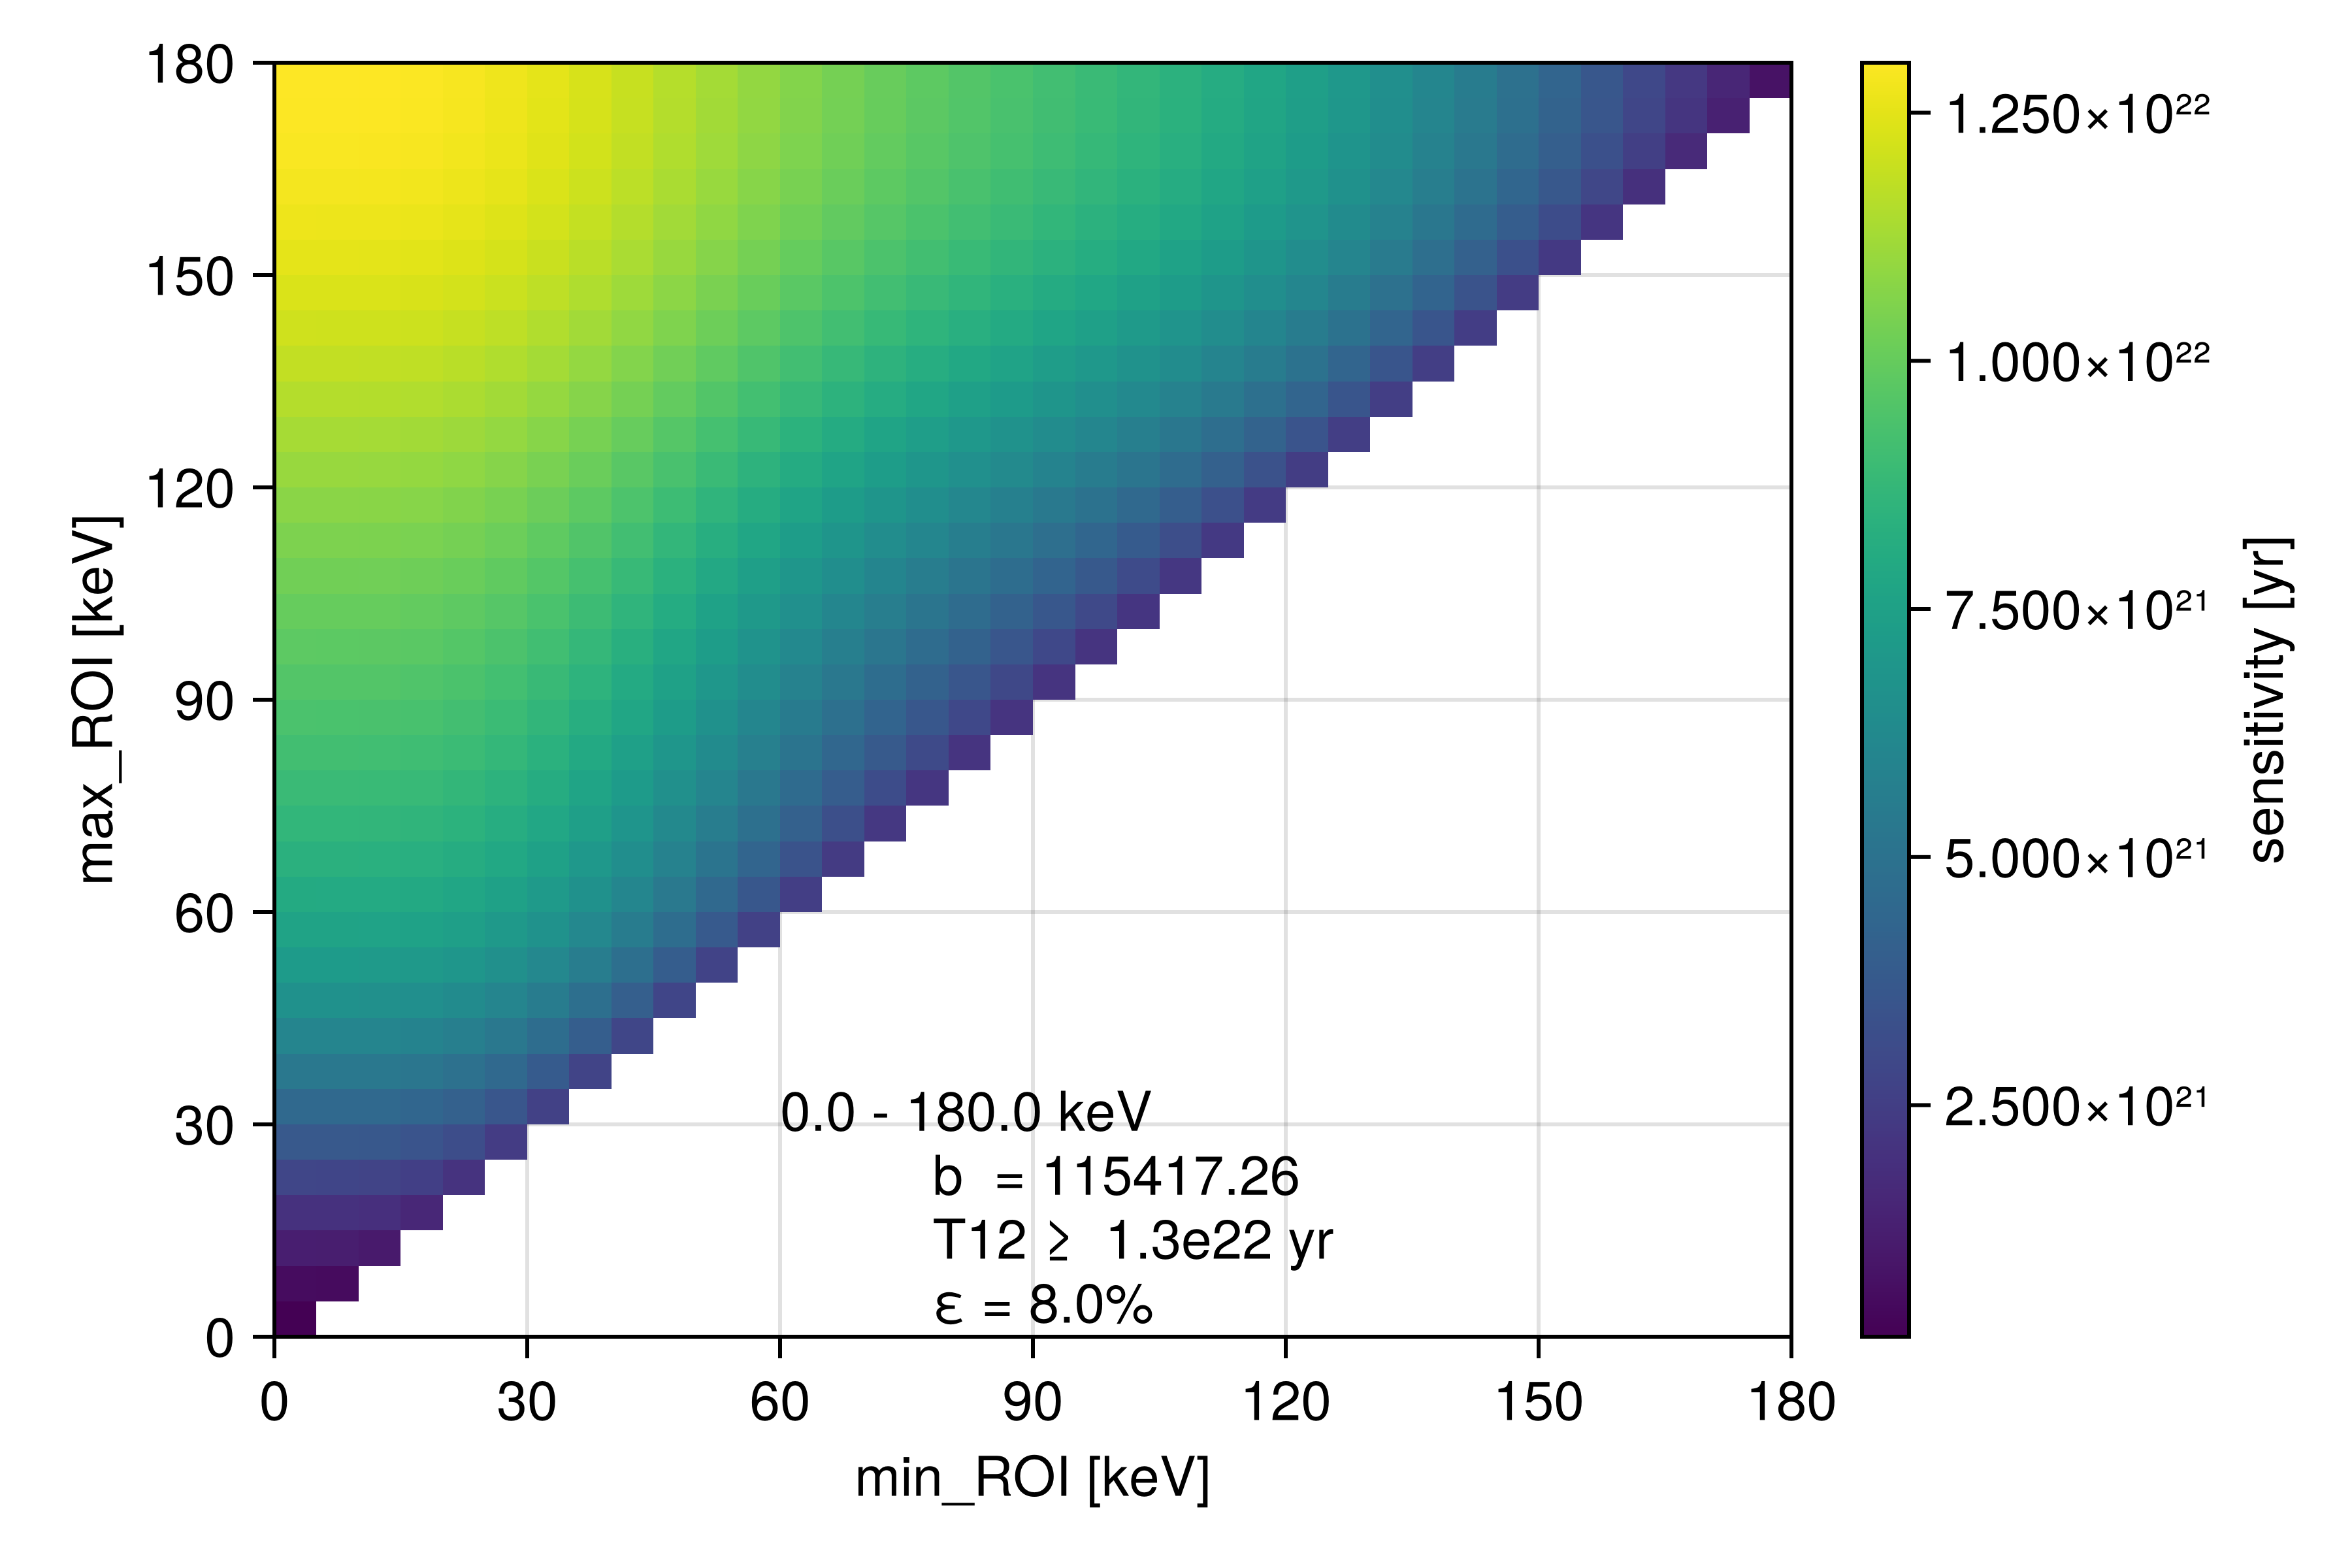 180
150
120
90
60
30
0
max_ROI [keV]
0 30 60 90 120 150 180
min_ROI [keV]
0.0 - 180.0 keV
b = 115417.26
T12 ≥ 1.3e22 yr
ε = 8.0%
1.250×10²²
1.000×10²²
7.500×10²¹
5.000×10²¹
2.500×10²¹
sensitivity [yr]